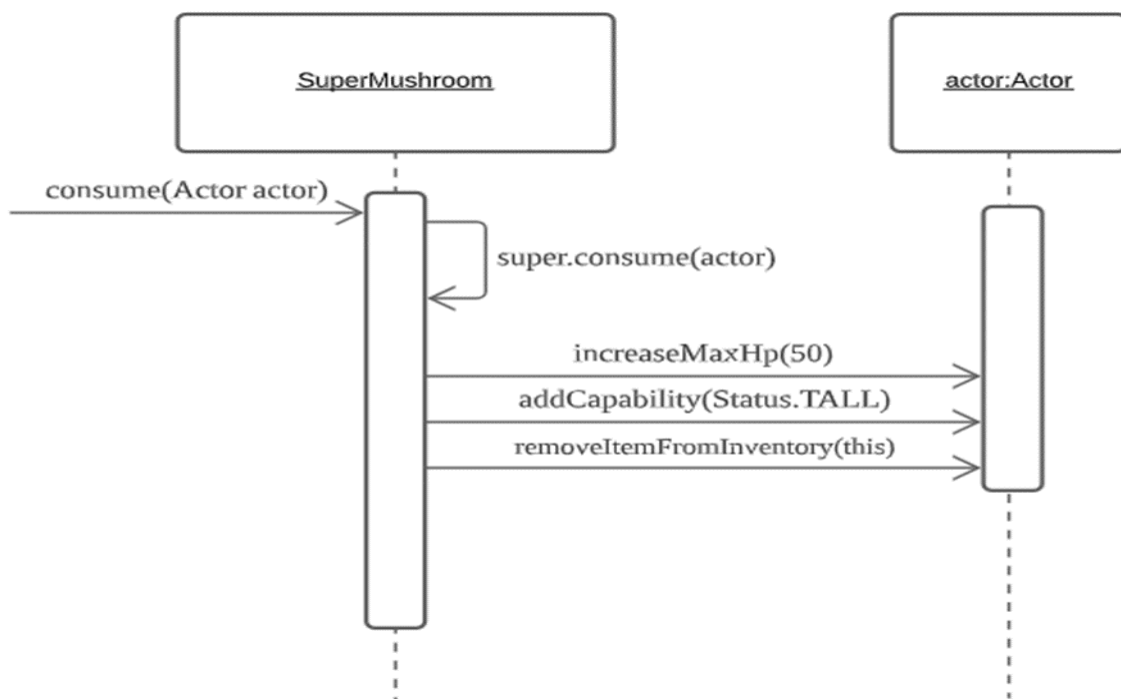 SuperMushroom
actor:Actor
consume(Actor actor)
super.consume(actor)
increaseMaxHp(50)
addCapability(Status.TALL)
removeItemFromInventory(this)